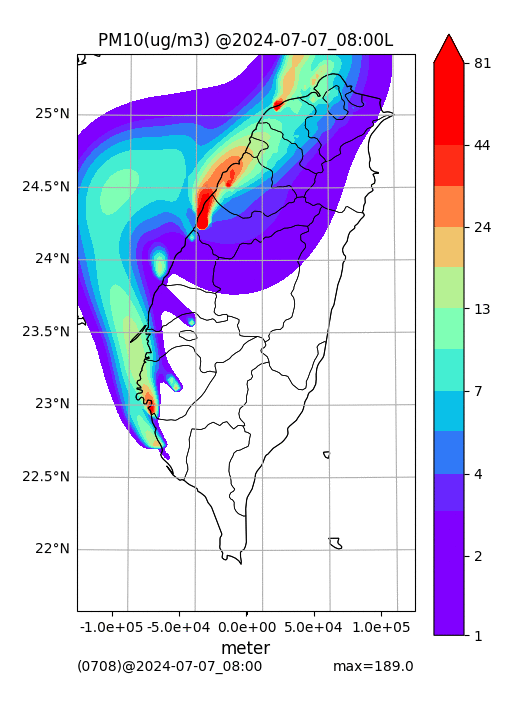 PM10(ug/m3) @2024-07-07_08:00L
25°N
24.5°N
24°N
23.5°N
23°N
22.5°N
22°N
81
44
24
13
7
4
2
1
-1.0e+05 -5.0e+04 0.0e+00 5.0e+04 1.0e+05
meter
(0708)@2024-07-07_08:00 max=189.0